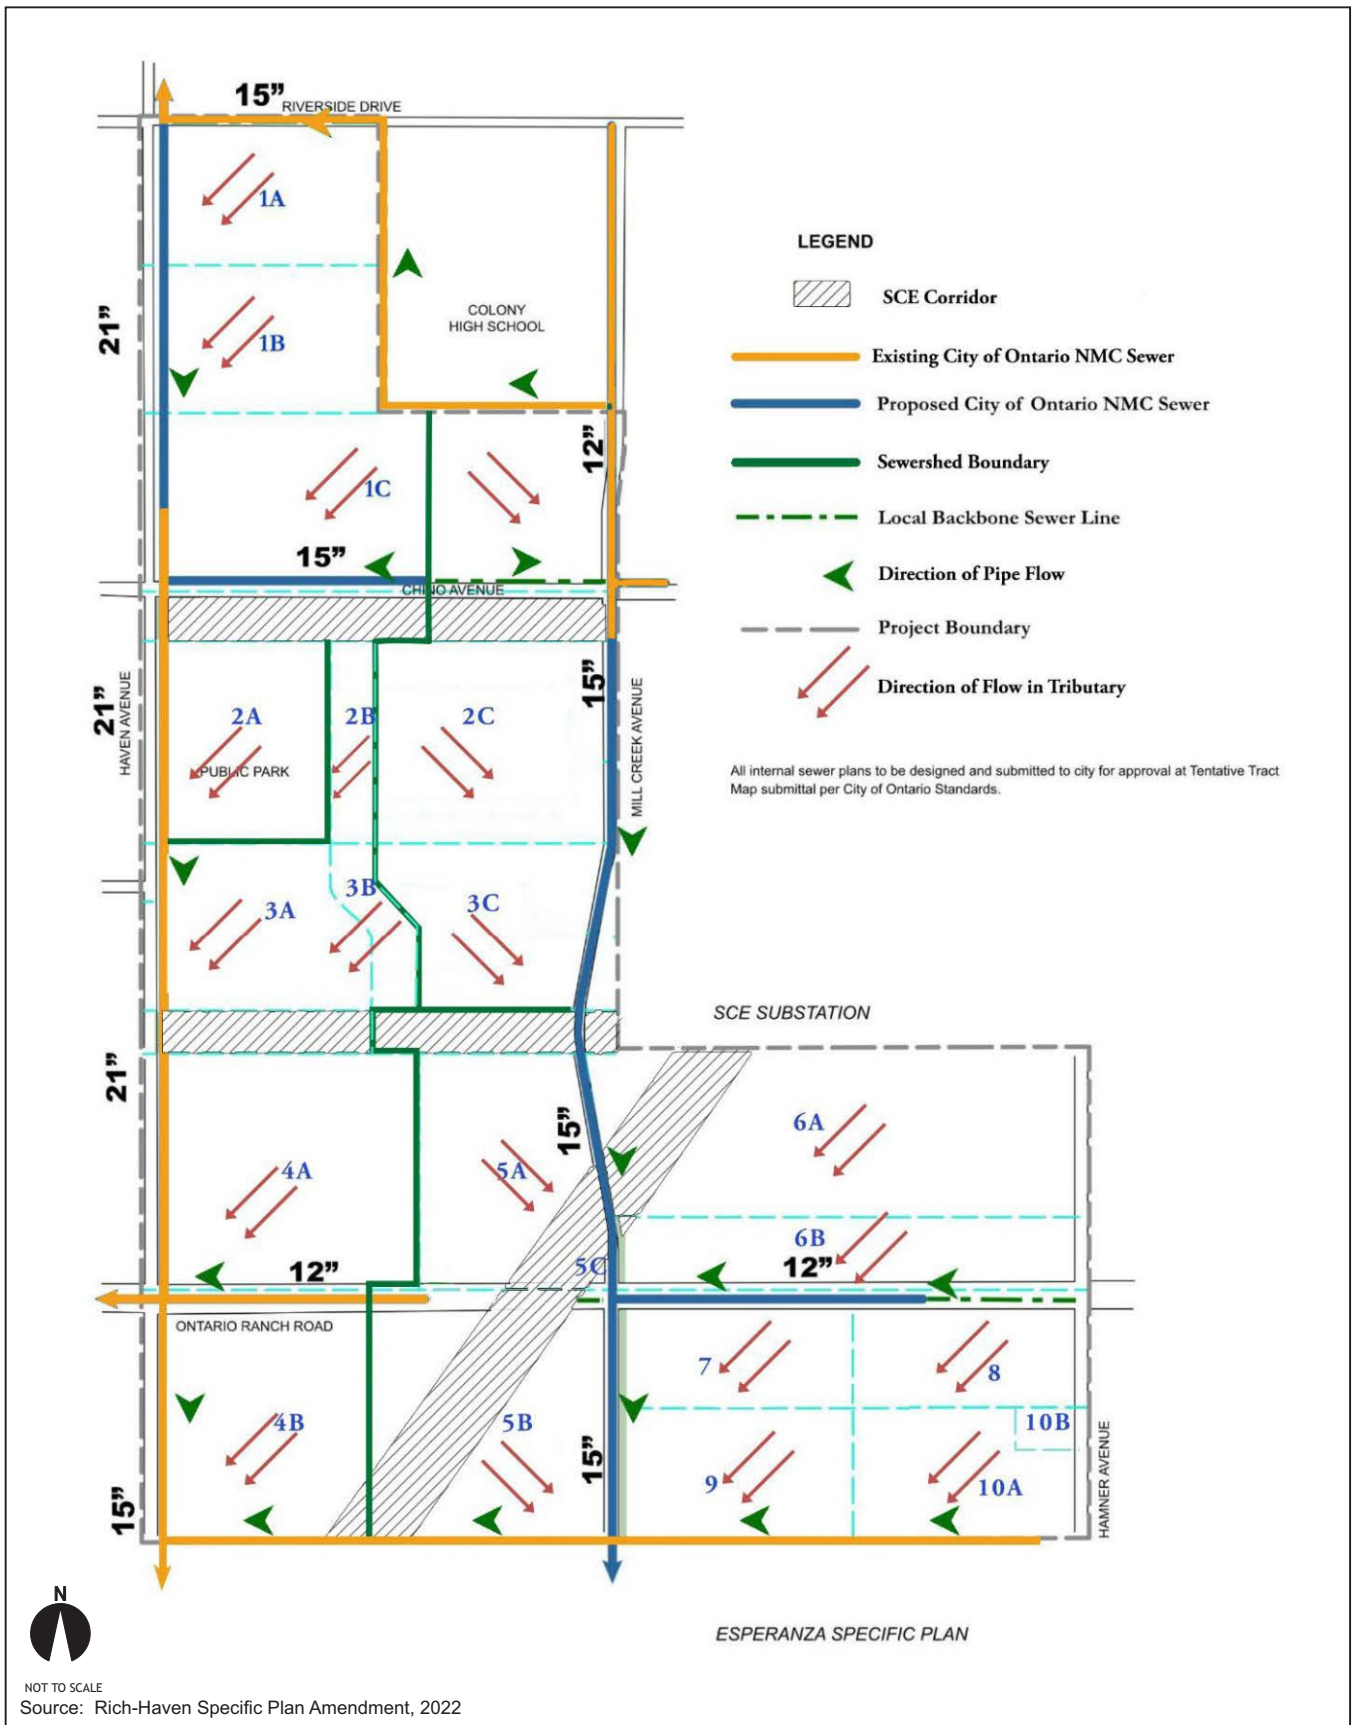 15”
RIVERSIDE DRIVE
1A
21”
1B
COLONY
HIGH SCHOOL
12”
1C
15”
CHINO AVENUE
LEGEND
SCE Corridor
Existing City of Ontario NMC Sewer
Proposed City of Ontario NMC Sewer
Sewershed Boundary
Local Backbone Sewer Line
Direction of Pipe Flow
Project Boundary
Direction of Flow in Tributary
All internal sewer plans to be designed and submitted to city for approval at Tentative Tract
Map submittal per City of Ontario Standards.
21”
HAVEN AVENUE
2A
PUBLIC PARK
2B
2C
15”
MILL CREEK AVENUE
3A
3B
3C
SCE SUBSTATION
21”
4A
5A
15”
6A
6B
12”
5C
12”
ONTARIO RANCH ROAD
7
8
4B
5B
15”
9
10B
10A
HAMNER AVENUE
15”
N
NOT TO SCALE
ESPERANZA SPECIFIC PLAN
Source: Rich-Haven Specific Plan Amendment, 2022